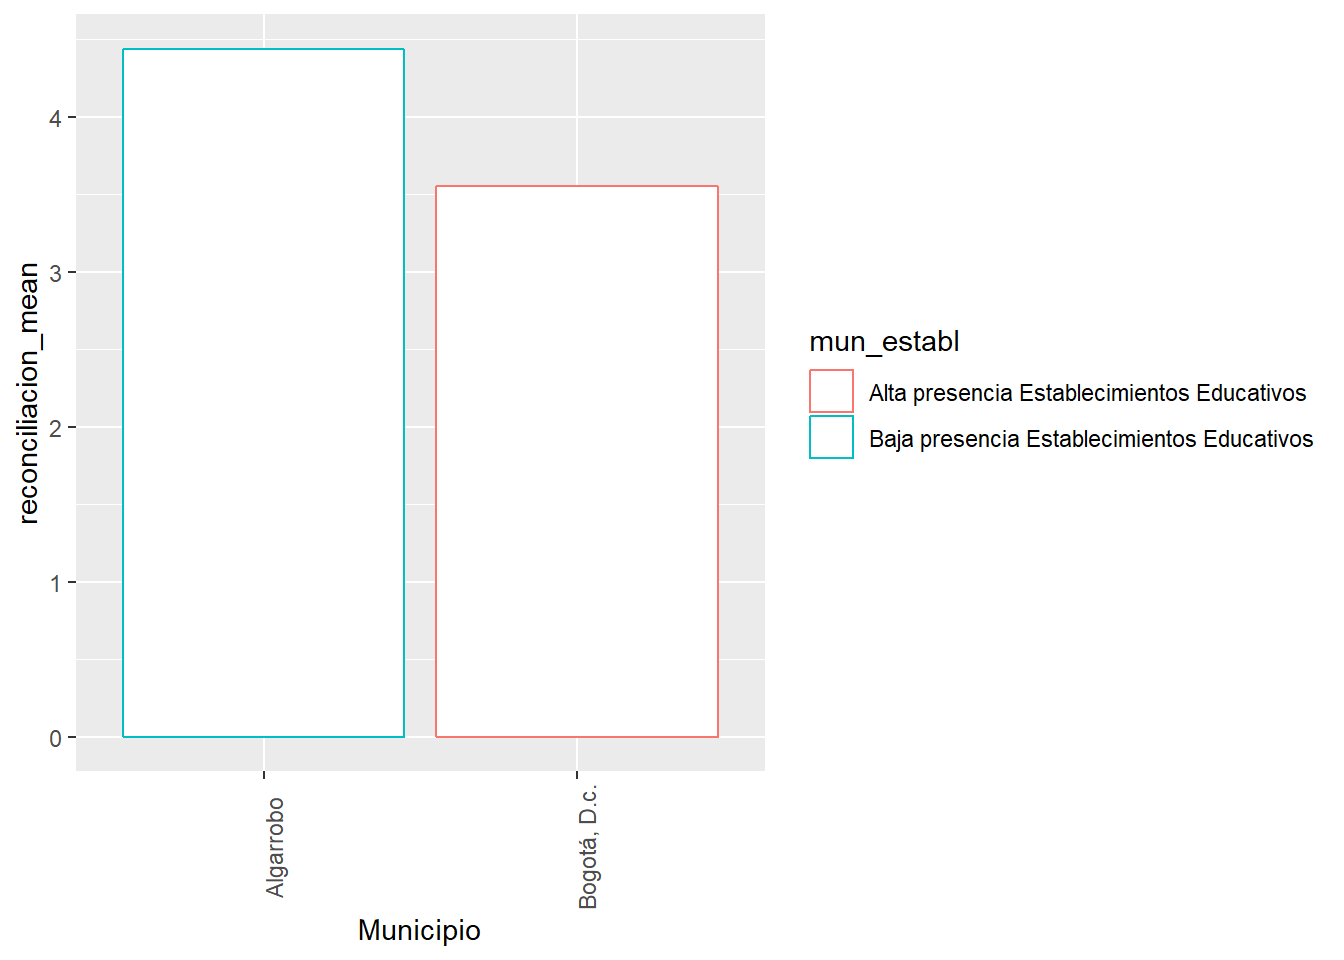 reconciliacion_mean
4
3
2
1
0
Algarrobo
Bogotá, D.c.
Municipio
mun_establ
Alta presencia Establecimientos Educativos
Baja presencia Establecimientos Educativos